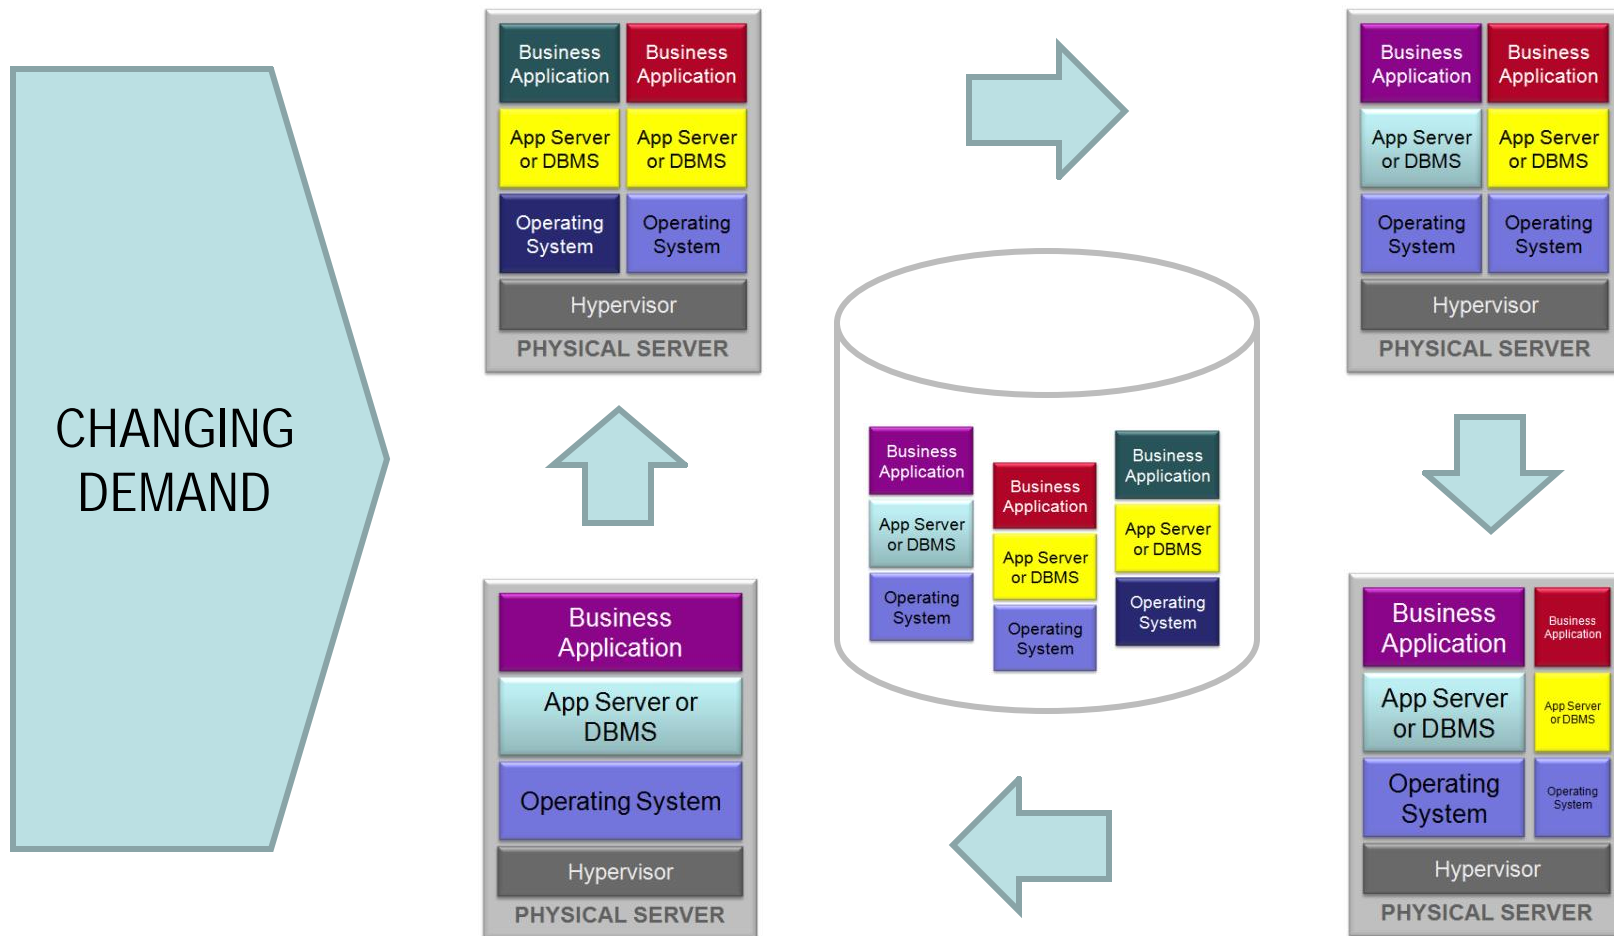 CHANGING
DEMAND
Business
Application
Business
Application
App Server
or DBMS
App Server
or DBMS
Operating
System
Operating
System
Hypervisor
PHYSICAL SERVER
Business
Application
Business
Application
App Server
or DBMS
App Server
or DBMS
Operating
System
Operating
System
Hypervisor
PHYSICAL SERVER
Business
Application
App Server
or DBMS
Operating
System
Business
Application
App Server
or DBMS
Operating
System
Business
Application
App Server
or DBMS
Operating
System
Business
Application
App Server or
DBMS
Operating System
Hypervisor
PHYSICAL SERVER
Business
Application
Business
Application
App Server
or DBMS
App Server
or DBMS
Operating
System
Operating
System
Hypervisor
PHYSICAL SERVER